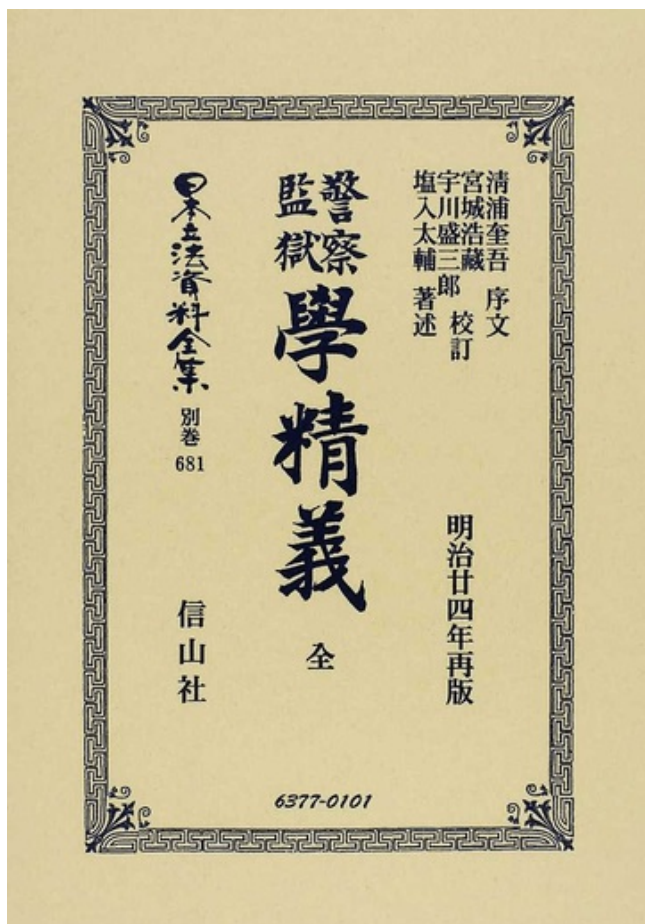 清浦奎吾 序文
宮城浩藏
宇川盛三郎 校訂
塩入太輔 著述
明治廿四年再版
警察
監獄
學精義
全
日本立法資料全集
別巻
681
信山社
6377-0101